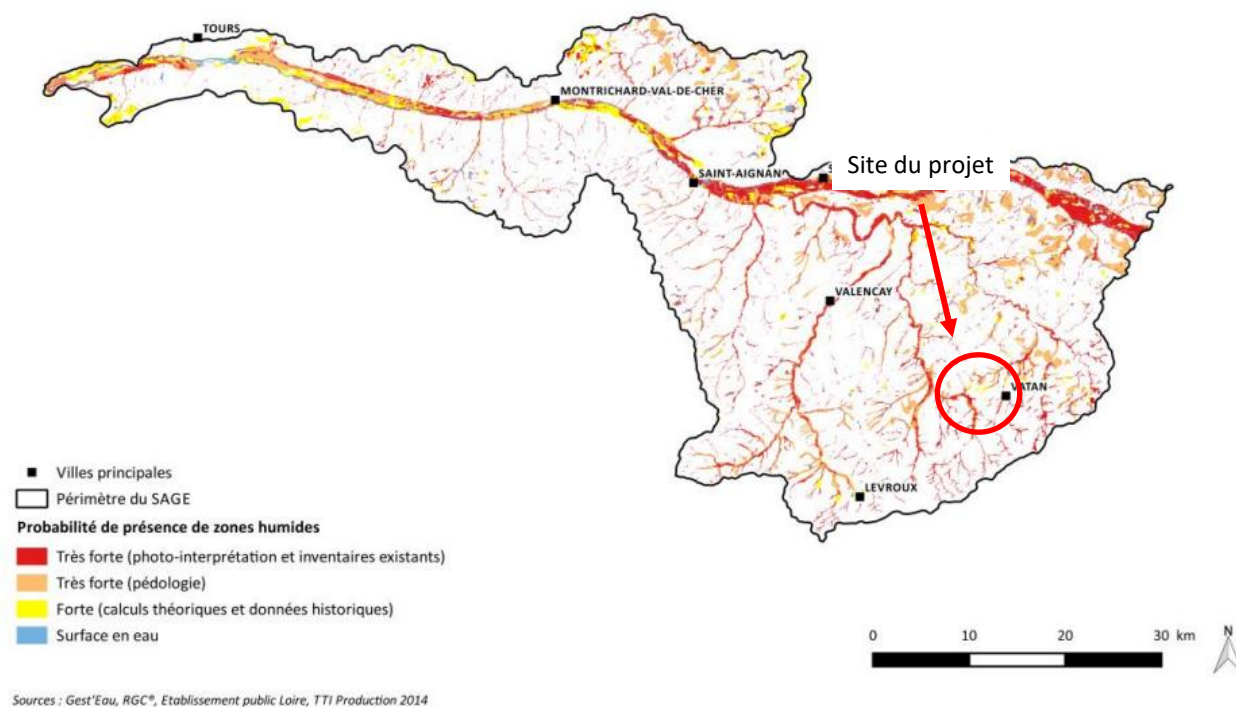 TOURS
MONTRICHARD-VAL-DE-CHER
Site du projet
SAINT-AIGNAN
S
VALENCAY
VATAN
LEVROUX
Villes principales
Périmètre du SAGE
Probabilité de présence de zones humides
Très forte (photo-interprétation et inventaires existants)
Très forte (pédologie)
Forte (calculs théoriques et données historiques)
Surface en eau
0 10 20 30 km
N
Sources : Gest'Eau, RGC®, Etablissement public Loire, TTI Production 2014